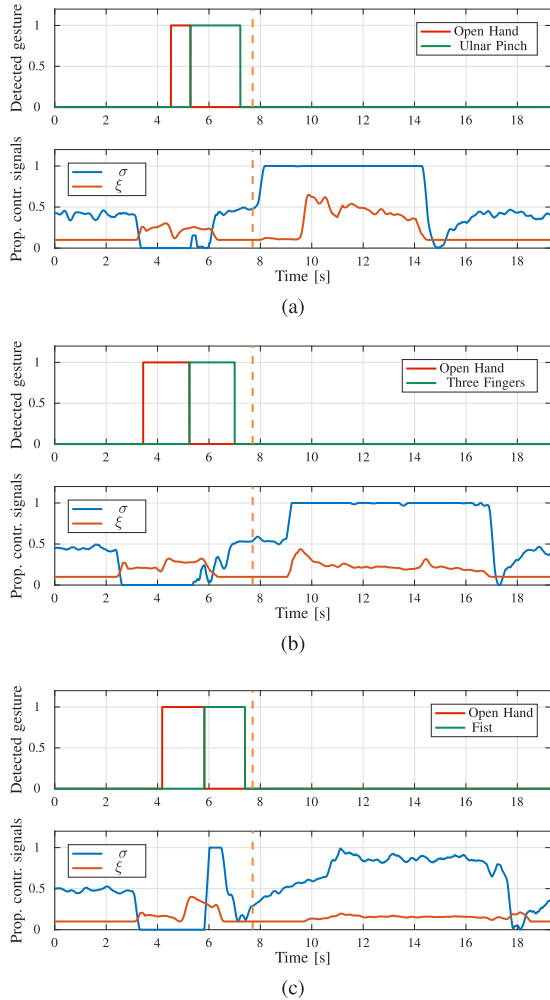 Detected gesture
1
0.5
0
Open Hand
Ulnar Pinch
0 2 4 6 8 10 12 14 16 18
Prop. contr. signals
1
0.5
0
σ
ξ
0 2 4 6 8 10 12 14 16 18
Time [s]
(a)
Detected gesture
1
0.5
0
Open Hand
Three Fingers
0 2 4 6 8 10 12 14 16 18
Prop. contr. signals
1
0.5
0
σ
ξ
0 2 4 6 8 10 12 14 16 18
Time [s]
(b)
Detected gesture
1
0.5
0
Open Hand
Fist
0 2 4 6 8 10 12 14 16 18
Prop. contr. signals
1
0.5
0
σ
ξ
0 2 4 6 8 10 12 14 16 18
Time [s]
(c)